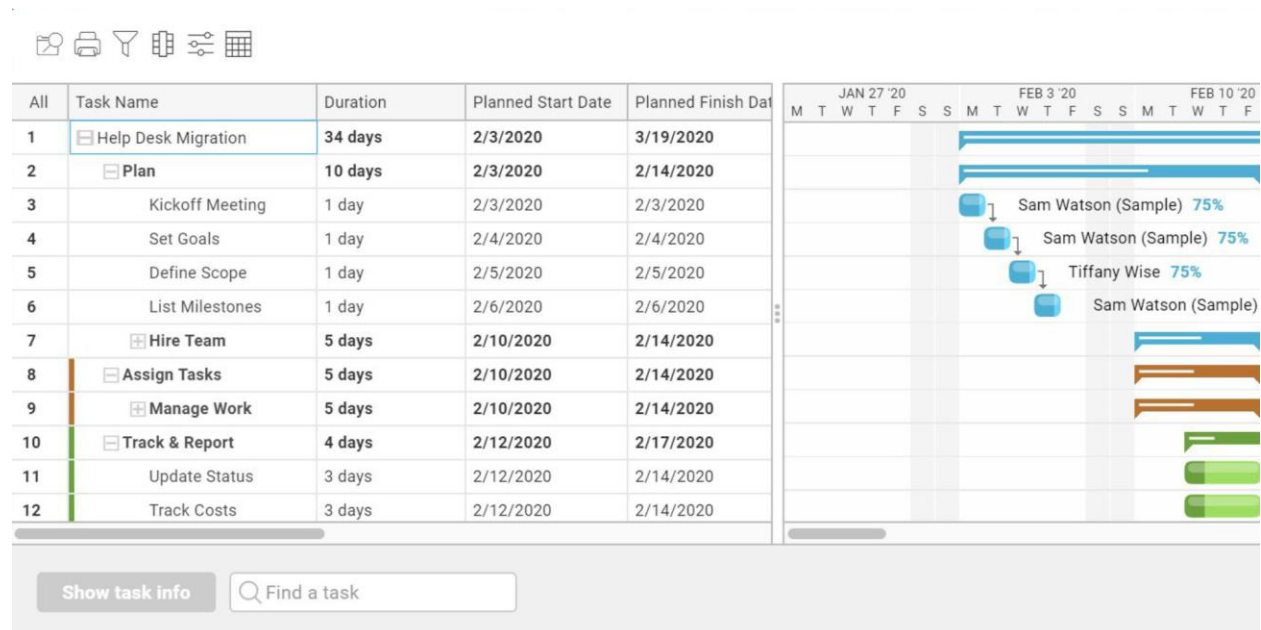 JAN 27 '20 FEB 3 '20 FEB 10 '20
All Task Name Duration Planned Start Date Planned Finish Dat M T W T F S S M T W T F S S M T W T F
1 Help Desk Migration 34 days 2/3/2020 3/19/2020
2 Plan 10 days 2/3/2020 2/14/2020
3 Kickoff Meeting 1 day 2/3/2020 2/3/2020 Sam Watson (Sample) 75%
4 Set Goals 1 day 2/4/2020 2/4/2020 Sam Watson (Sample) 75%
5 Define Scope 1 day 2/5/2020 2/5/2020 Tiffany Wise 75%
6 List Milestones 1 day 2/6/2020 2/6/2020 Sam Watson (Sample)
7 Hire Team 5 days 2/10/2020 2/14/2020
8 Assign Tasks 5 days 2/10/2020 2/14/2020
9 Manage Work 5 days 2/10/2020 2/14/2020
10 Track & Report 4 days 2/12/2020 2/17/2020
11 Update Status 3 days 2/12/2020 2/14/2020
12 Track Costs 3 days 2/12/2020 2/14/2020
Show task info Find a task